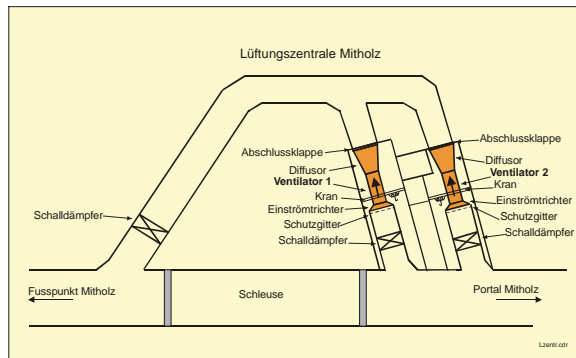 Lüftungszentrale Mitholz
Abschlussklappe
Diffusor
Ventilator 1
Kran
Einströmtrichter
Schutzgitter
Schalldämpfer
Abschlussklappe
Diffusor
Ventilator 2
Kran
Einströmtrichter
Schutzgitter
Schalldämpfer
Schalldämpfer
Fusspunkt Mitholz
Schleuse
Portal Mitholz
Lzentr.cdr